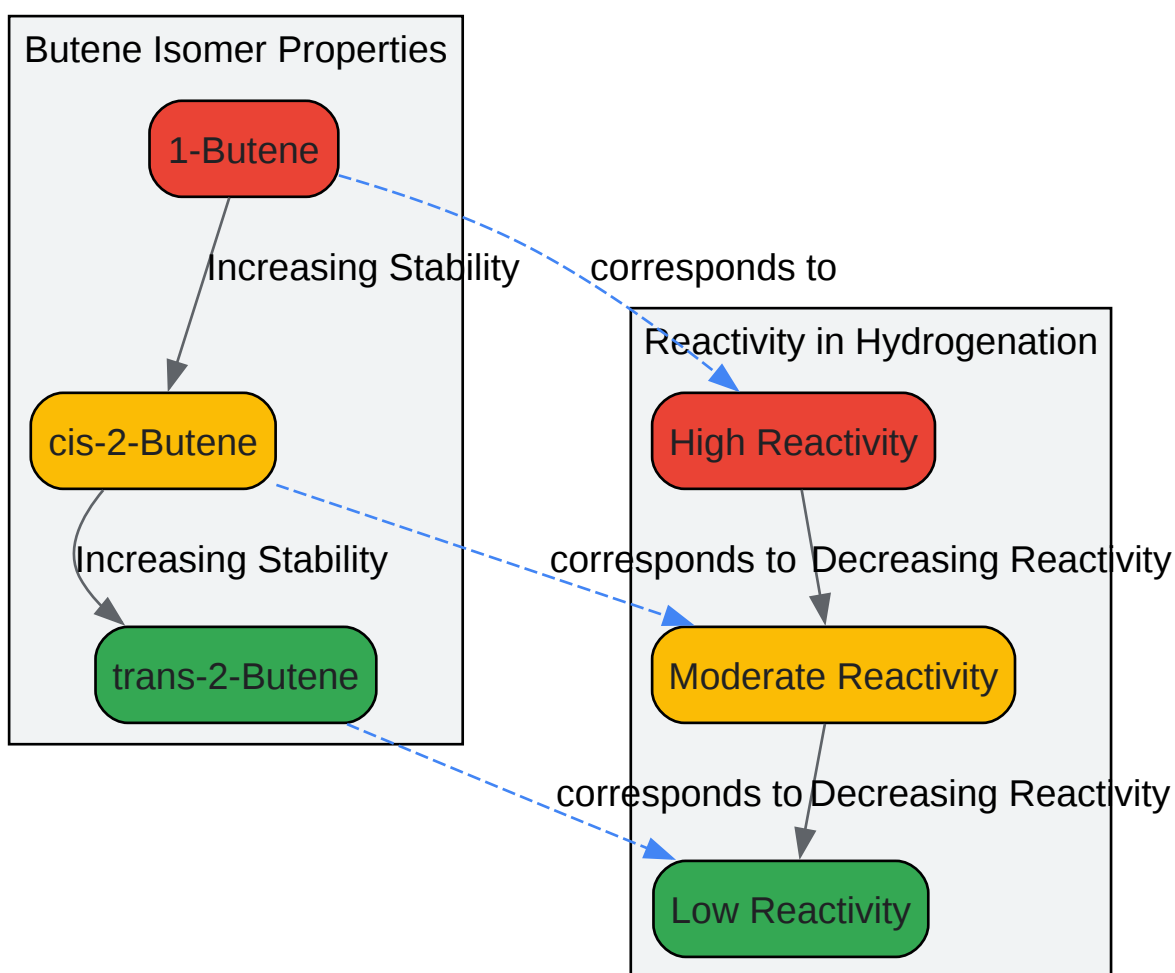 Butene Isomer Properties
1-Butene
Increasing Stability
corresponds to
Reactivity in Hydrogenation
cis-2-Butene
High Reactivity
Increasing Stability
corresponds to
Decreasing Reactivity
trans-2-Butene
Moderate Reactivity
corresponds to
Decreasing Reactivity
Low Reactivity